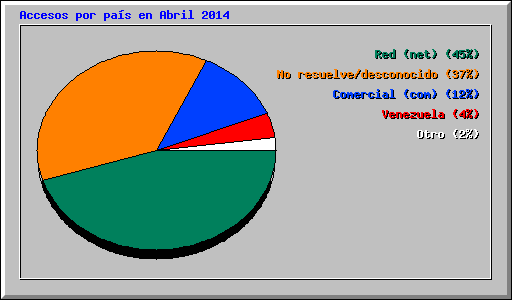 Accesos por país en Abril 2014
Red (net) (45%)
No resuelve/desconocido (37%)
Comercial (com) (12%)
Venezuela (4%)
Otro (2%)